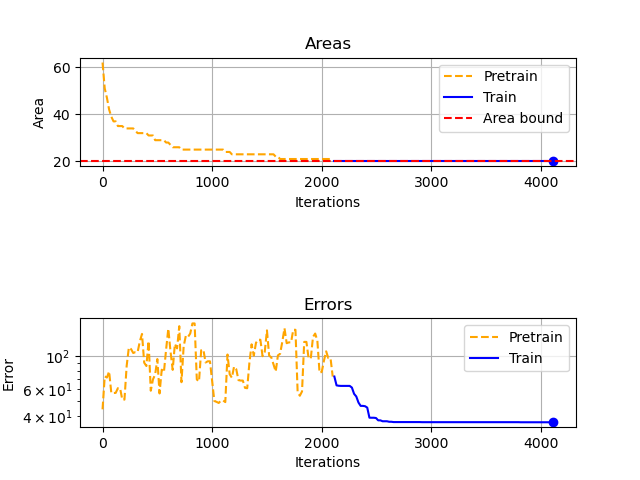 Areas
60
40
20
Area
Pretrain
Train
Area bound
0
1000
2000
3000
4000
Iterations
Errors
10²
6 × 10¹
4 × 10¹
Error
Pretrain
Train
0
1000
2000
3000
4000
Iterations